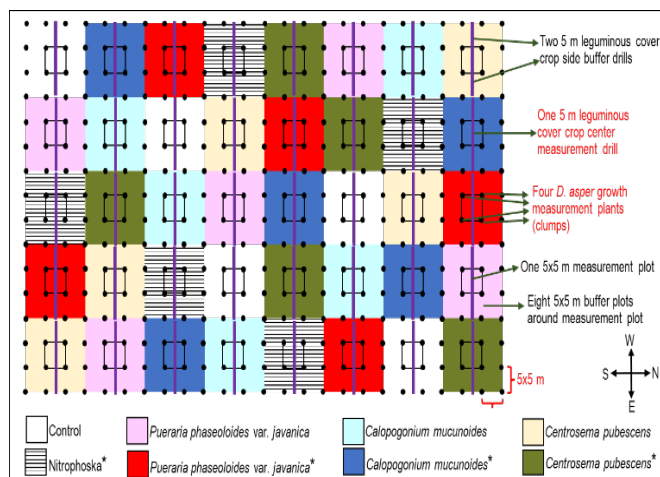 Two 5 m leguminous cover
crop side buffer drills
One 5 m leguminous
cover crop center
measurement drill
Four D. asper growth
measurement plants
(clumps)
One 5x5 m measurement plot
Eight 5x5 m buffer plots
around measurement plot
W
S N
E
5x5 m
Control
Pueraria phaseoloides var. javanica
Calopogonium mucunoides
Centrosema pubescens
Nitrophoska*
Pueraria phaseoloides var. javanica*
Calopogonium mucunoides*
Centrosema pubescens*